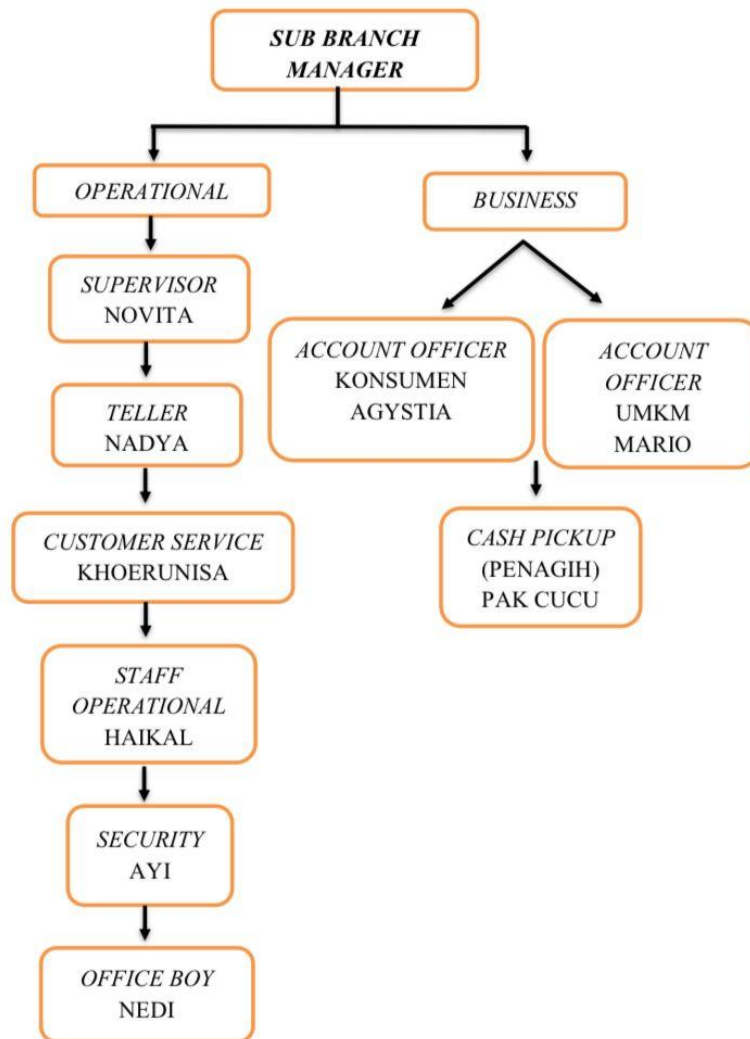 SUB BRANCH
MANAGER
OPERATIONAL
BUSINESS
SUPERVISOR
NOVITA
ACCOUNT OFFICER
KONSUMEN
AGYSTIA
ACCOUNT
OFFICER
UMKM
MARIO
TELLER
NADYA
CUSTOMER SERVICE
KHOERUNISA
CASH PICKUP
(PENAGIH)
PAK CUCU
STAFF
OPERATIONAL
HAIKAL
SECURITY
AYI
OFFICE BOY
NEDI